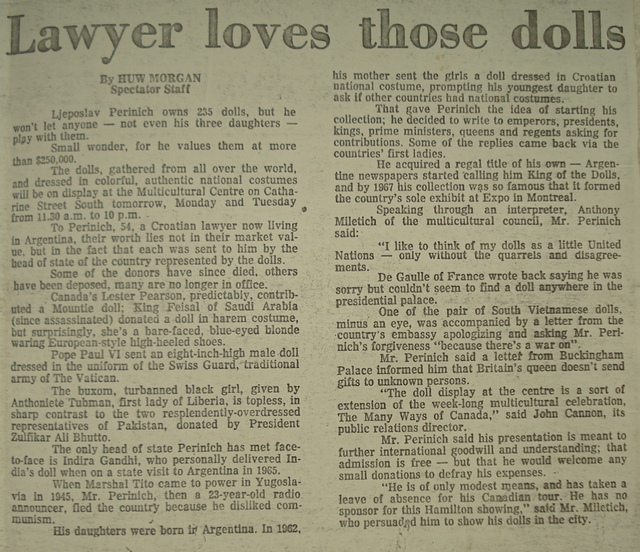 Lawyer loves those dolls
By HUW MORGAN
Spectator Staff
Ljeposlav Perinich owns 235 dolls, but he
won't let anyone — not even his three daughters —
play with them.
Small wonder, for he values them at more
than $250,000.
The dolls, gathered from all over the world,
and dressed in colorful, authentic national costumes
will be on display at the Multicultural Centre on Catha-
rine Street South tomorrow, Monday and Tuesday
from 11.30 a.m. to 10 p.m.
To Perinich, 54, a Croatian lawyer now living
in Argentina, their worth lies not in their market val-
ue, but in the fact that each was sent to him by the
head of state of the country represented by the dolls.
Some of the donors have since died, others
have been deposed, many are no longer in office.
Canada's Lester Pearson, predictably, contrib-
uted a Mountie doll; King Feisal of Saudi Arabia
(since assassinated) donated a doll in harem costume,
but surprisingly, she's a bare-faced, blue-eyed blonde
waring European-style high-heeled shoes.
Pope Paul VI sent an eight-inch-high male doll
dressed in the uniform of the Swiss Guard, traditional
army of The Vatican.
The buxom, turbanned black girl, given by
Anthoniete Tubman, first lady of Liberia, is topless, in
sharp contrast to the two resplendently-overdressed
representatives of Pakistan, donated by President
Zulfikar Ali Bhutto.
The only head of state Perinich has met face-
to-face is Indira Gandhi, who personally delivered In-
dia's doll when on a state visit to Argentina in 1965.
When Marshal Tito came to power in Yugosla-
via in 1945, Mr. Perinich, then a 23-year-old radio
announcer, fled the country because he disliked com-
munism.
His daughters were born in Argentina. In 1962,
his mother sent the girls a doll dressed in Croatian
national costume, prompting his youngest daughter to
ask if other countries had national costumes.
That gave Perinich the idea of starting his
collection; he decided to write to emperors, presidents,
kings, prime ministers, queens and regents asking for
contributions. Some of the replies came back via the
countries' first ladies.
He acquired a regal title of his own — Argen-
tine newspapers started calling him King of the Dolls,
and by 1967 his collection was so famous that it formed
the country's sole exhibit at Expo in Montreal.
Speaking through an interpreter, Anthony
Miletich of the multicultural council, Mr. Perinich
said:
"I like to think of my dolls as a little United
Nations — only without the quarrels and disagree-
ments.
De Gaulle of France wrote back saying he was
sorry but couldn't seem to find a doll anywhere in the
presidential palace.
One of the pair of South Vietnamese dolls,
minus an eye, was accompanied by a letter from the
country's embassy apologizing and asking Mr. Peri-
nich's forgiveness "because there's a war on".
Mr. Perinich said a letter from Buckingham
Palace informed him that Britain's queen doesn't send
gifts to unknown persons.
"The doll display at the centre is a sort of
extension of the week-long multicultural celebration,
The Many Ways of Canada," said John Cannon, its
public relations director.
Mr. Perinich said his presentation is meant to
further international goodwill and understanding; that
admission is free — but that he would welcome any
small donations to defray his expenses.
"He is of only modest means, and has taken a
leave of absence for his Canadian tour. He has no
sponsor for this Hamilton showing," said Mr. Miletich,
who persuaded him to show his dolls in the city.